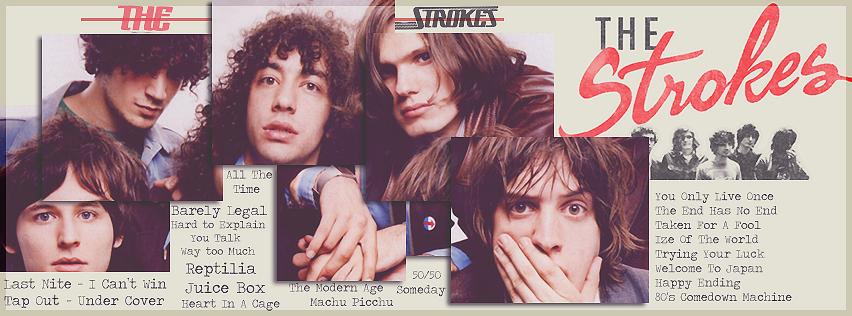 THE
STROKES
THE
Strokes
All The
Time
Barely Legal
Hard to Explain
You Talk
Way too Much
Reptilia
Juice Box
Heart In A Cage
Last Nite - I Can't Win
Tap Out - Under Cover
The Modern Age
Machu Picchu
50/50
Someday
You Only Live Once
The End Has No End
Taken For A Fool
Ize Of The World
Trying Your Luck
Welcome To Japan
Happy Ending
80's Comedown Machine